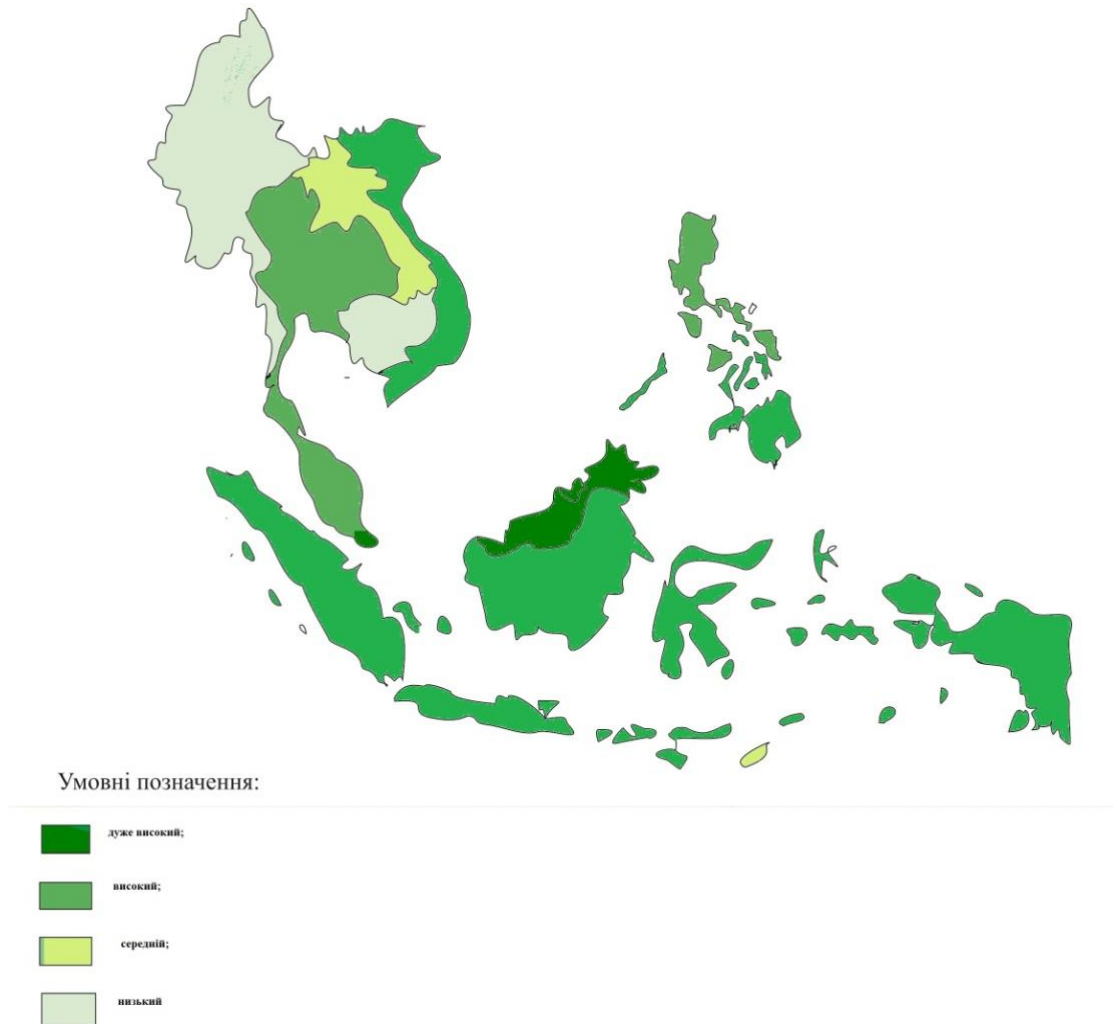 Умовні позначення:
дуже високий;
високий;
середній;
низький